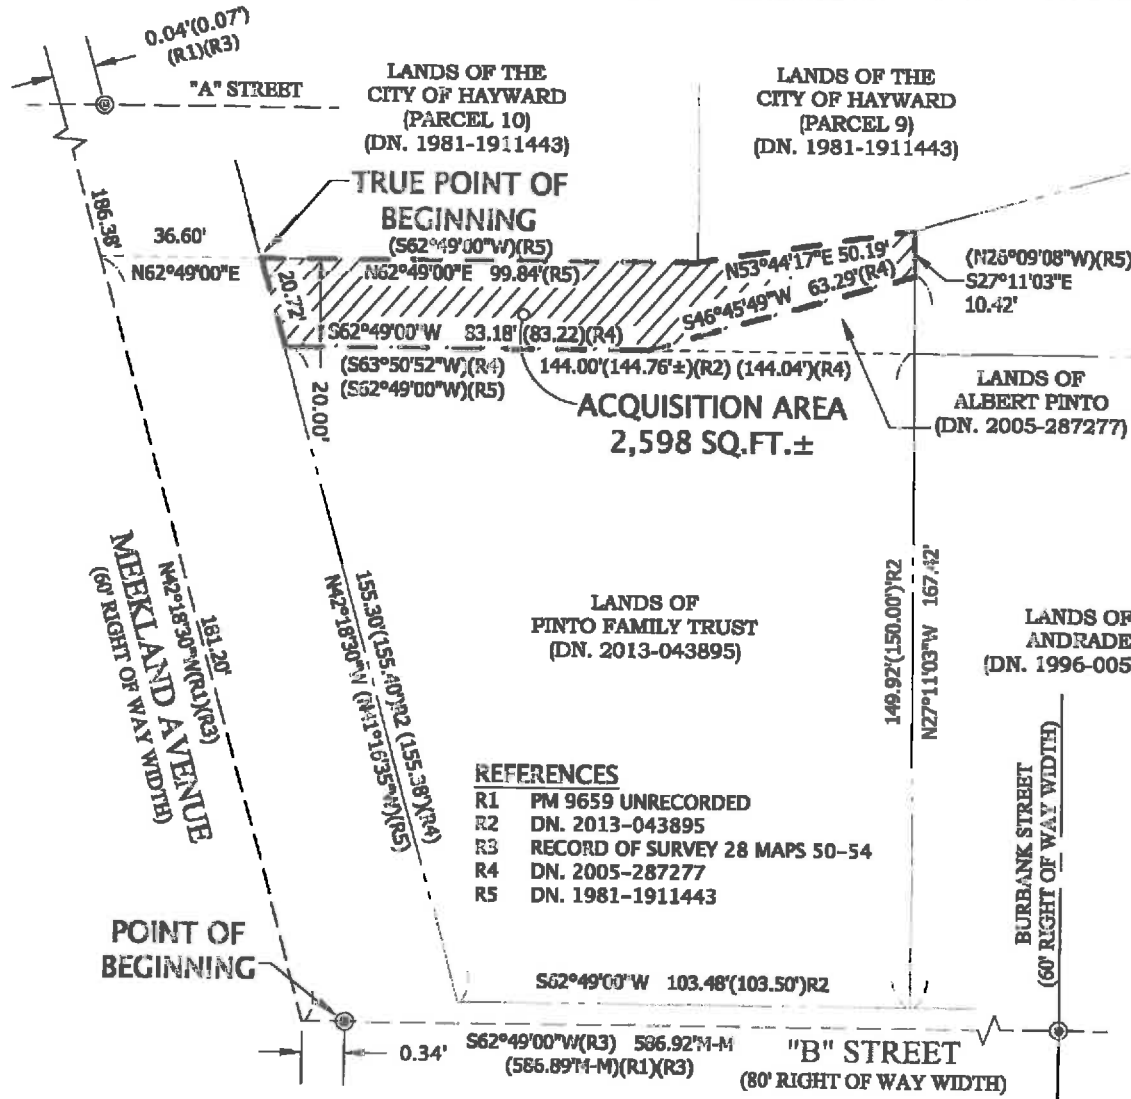 0.04'(0.07')
(R1)(R3)
"A" STREET
LANDS OF THE
CITY OF HAYWARD
(PARCEL 10)
(DN. 1981-1911443)
LANDS OF THE
CITY OF HAYWARD
(PARCEL 9)
(DN. 1981-1911443)
TRUE POINT OF
BEGINNING
(S62°49'00"W)(R5)
186.38'
36.60'
N62°49'00"E
N62°49'00"E 99.84'(R5)
N53°44'17"E 50.19'
(N26°09'08"W)(R5)
S27°11'03"E
10.42'
20.72'
S46°45'49"W 63.29'(R4)
S62°49'00"W 83.18'(83.22)(R4)
(S63°50'52"W)(R4)
(S62°49'00"W)(R5)
144.00'(144.76'±)(R2) (144.04')(R4)
20.00'
ACQUISITION AREA
2,598 SQ.FT.±
LANDS OF
ALBERT PINTO
(DN. 2005-287277)
MEEKLAND AVENUE
(60' RIGHT OF WAY WIDTH)
181.20'
N42°18'30"W(R1)(R3)
155.30'(155.40')R2 (155.38')(R4)
N42°18'30"W (N41°16'35"W)(R5)
LANDS OF
PINTO FAMILY TRUST
(DN. 2013-043895)
149.92'(150.00')R2
N27°11'03"W 167.42'
LANDS OF
ANDRADE
(DN. 1996-005
REFERENCES
R1 PM 9659 UNRECORDED
R2 DN. 2013-043895
R3 RECORD OF SURVEY 28 MAPS 50-54
R4 DN. 2005-287277
R5 DN. 1981-1911443
BURBANK STREET
(60' RIGHT OF WAY WIDTH)
POINT OF
BEGINNING
S62°49'00"W 103.48'(103.50')R2
0.34'
S62°49'00"W(R3) 586.92'M-M
(586.89'M-M)(R1)(R3)
"B" STREET
(80' RIGHT OF WAY WIDTH)